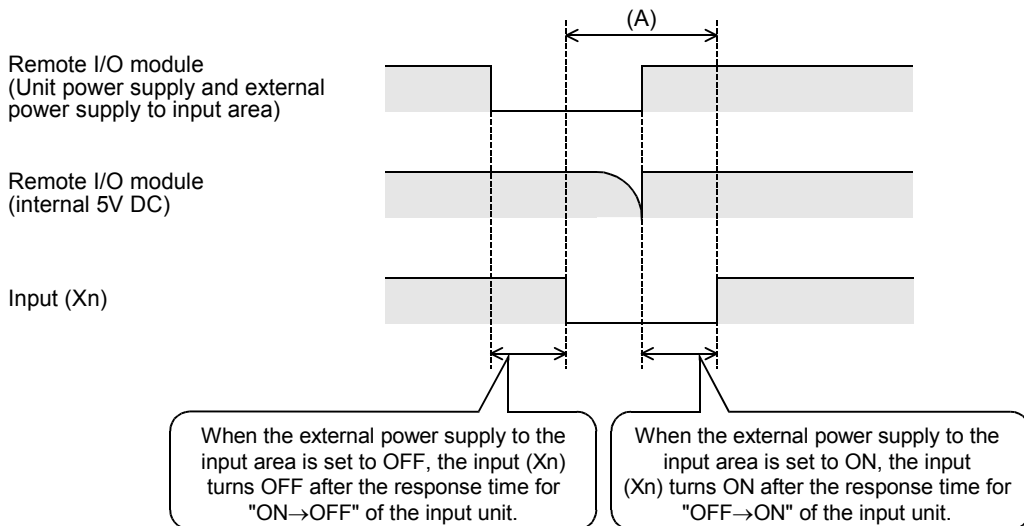 (A)
Remote I/O module
(Unit power supply and external
power supply to input area)
Remote I/O module
(internal 5V DC)
Input (Xn)
When the external power supply to the
input area is set to OFF, the input (Xn)
turns OFF after the response time for
"ON→OFF" of the input unit.
When the external power supply to the
input area is set to ON, the input
(Xn) turns ON after the response time for
"OFF→ON" of the input unit.